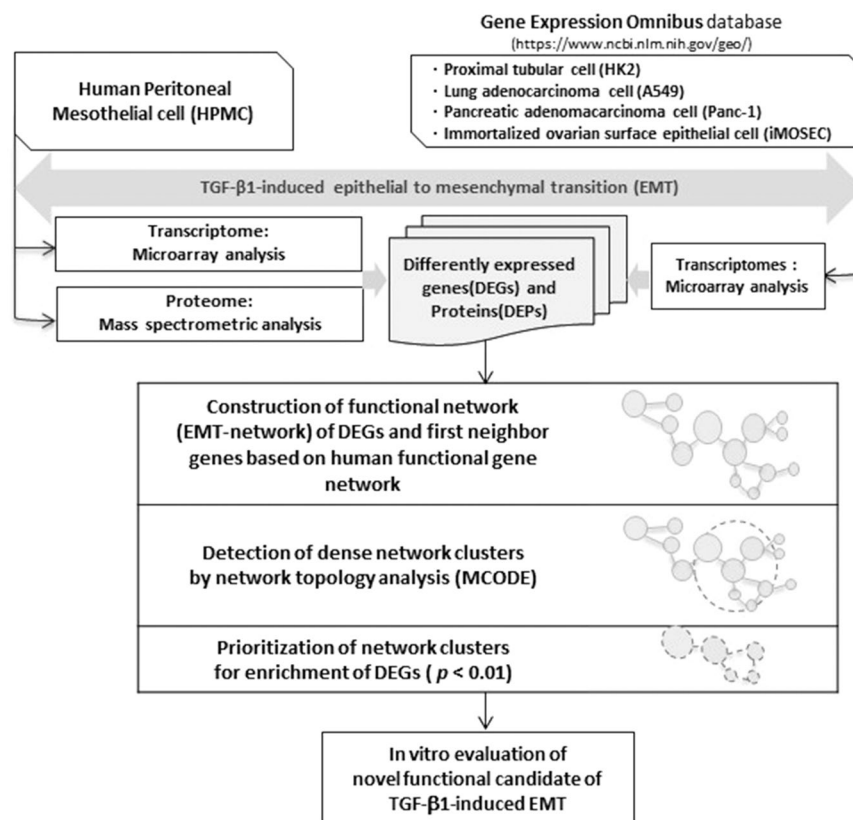 Gene Expression Omnibus database
(https://www.ncbi.nlm.nih.gov/geo/)
Human Peritoneal
Mesothelial cell (HPMC)
· Proximal tubular cell (HK2)
· Lung adenocarcinoma cell (A549)
· Pancreatic adenomacarcinoma cell (Panc-1)
· Immortalized ovarian surface epithelial cell (iMOSEC)
TGF-β1-induced epithelial to mesenchymal transition (EMT)
Transcriptome:
Microarray analysis
Proteome:
Mass spectrometric analysis
Differently expressed
genes(DEGs) and
Proteins(DEPs)
Transcriptomes :
Microarray analysis
Construction of functional network
(EMT-network) of DEGs and first neighbor
genes based on human functional gene
network
Detection of dense network clusters
by network topology analysis (MCODE)
Prioritization of network clusters
for enrichment of DEGs ( p < 0.01)
In vitro evaluation of
novel functional candidate of
TGF-β1-induced EMT